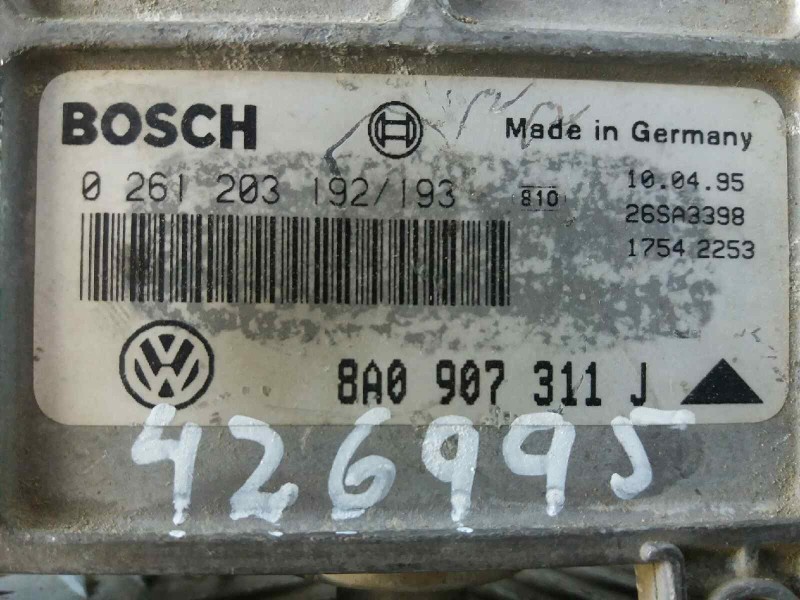 BOSCH
Made in Germany
0 261 203 192/193
810
10.04.95
26SA3398
1754 2253
VW
8A0 907 311 J
426995